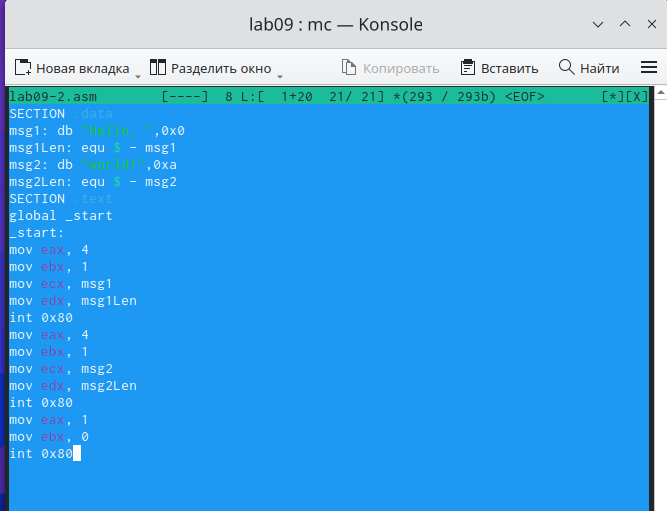 lab09 : mc — Konsole
Новая вкладка Разделить окно Копировать Вставить Найти
lab09-2.asm [----] 8 L:[ 1+20 21/ 21] *(293 / 293b) <EOF> [*][X]
SECTION .data
msg1: db "Hello, ",0x0
msg1Len: equ $ - msg1
msg2: db "world!",0xa
msg2Len: equ $ - msg2
SECTION .text
global _start
_start:
mov eax, 4
mov ebx, 1
mov ecx, msg1
mov edx, msg1Len
int 0x80
mov eax, 4
mov ebx, 1
mov ecx, msg2
mov edx, msg2Len
int 0x80
mov eax, 1
mov ebx, 0
int 0x80